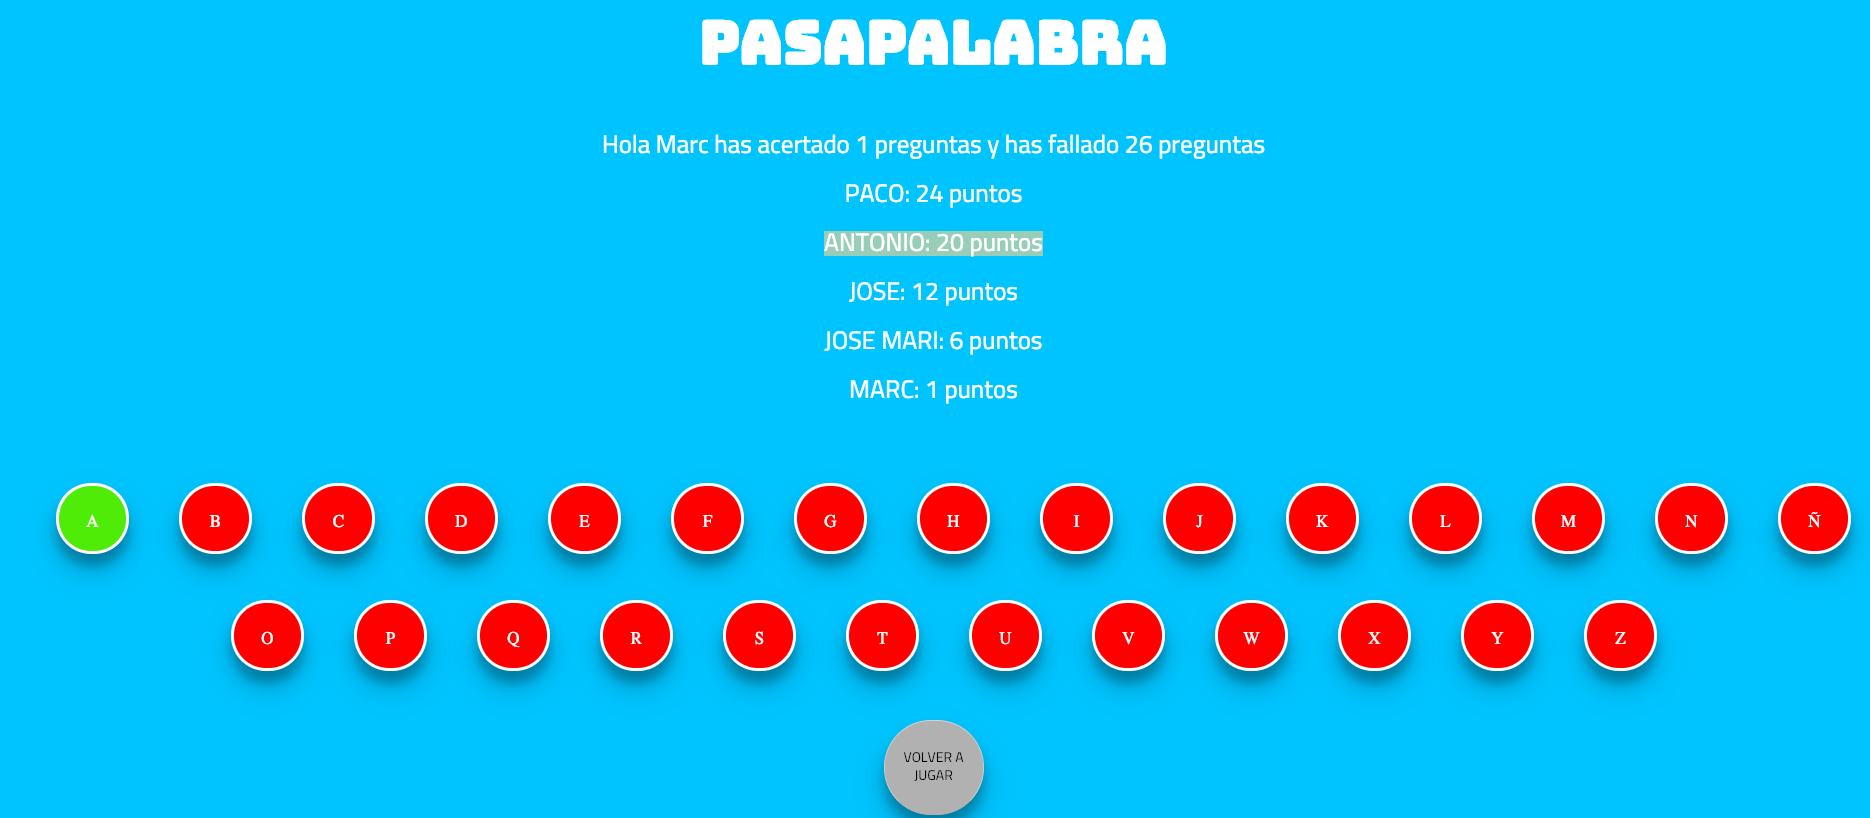 PASAPALABRA
Hola Marc has acertado 1 preguntas y has fallado 26 preguntas
PACO: 24 puntos
ANTONIO: 20 puntos
JOSE: 12 puntos
JOSE MARI: 6 puntos
MARC: 1 puntos
A B C D E F G H I J K L M N Ñ
O P Q R S T U V W X Y Z
VOLVER A
JUGAR